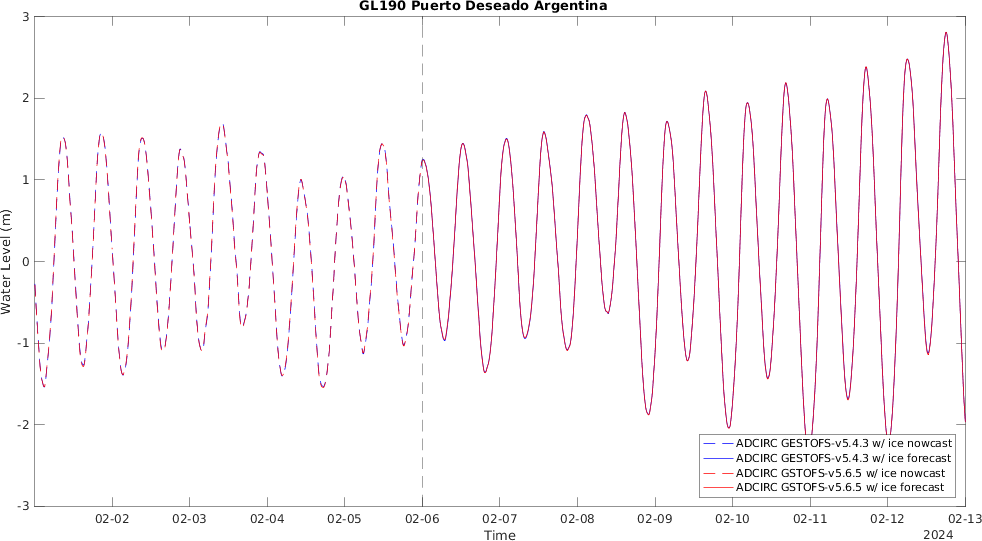 GL190 Puerto Deseado Argentina
3
2
1
0
-1
-2
-3
Water Level (m)
ADCIRC GESTOFS-v5.4.3 w/ ice nowcast
ADCIRC GESTOFS-v5.4.3 w/ ice forecast
ADCIRC GSTOFS-v5.6.5 w/ ice nowcast
ADCIRC GSTOFS-v5.6.5 w/ ice forecast
02-02 02-03 02-04 02-05 02-06 02-07 02-08 02-09 02-10 02-11 02-12 02-13
Time
2024